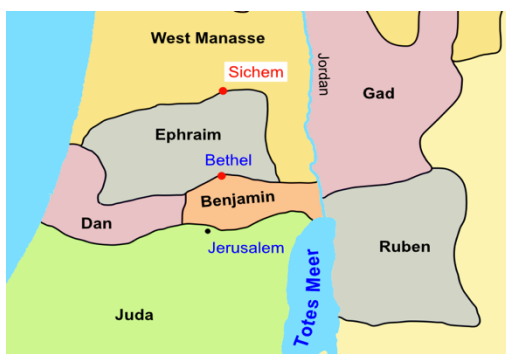 West Manasse
Sichem
Jordan
Gad
Ephraim
Bethel
Benjamin
Dan
Jerusalem
Ruben
Juda
Totes Meer